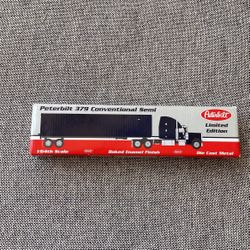 Peterbilt 379 Conventional Semi
Peterbilt
Limited
Edition
1:64th Scale
Baked Enamel Finish
Die Cast Metal